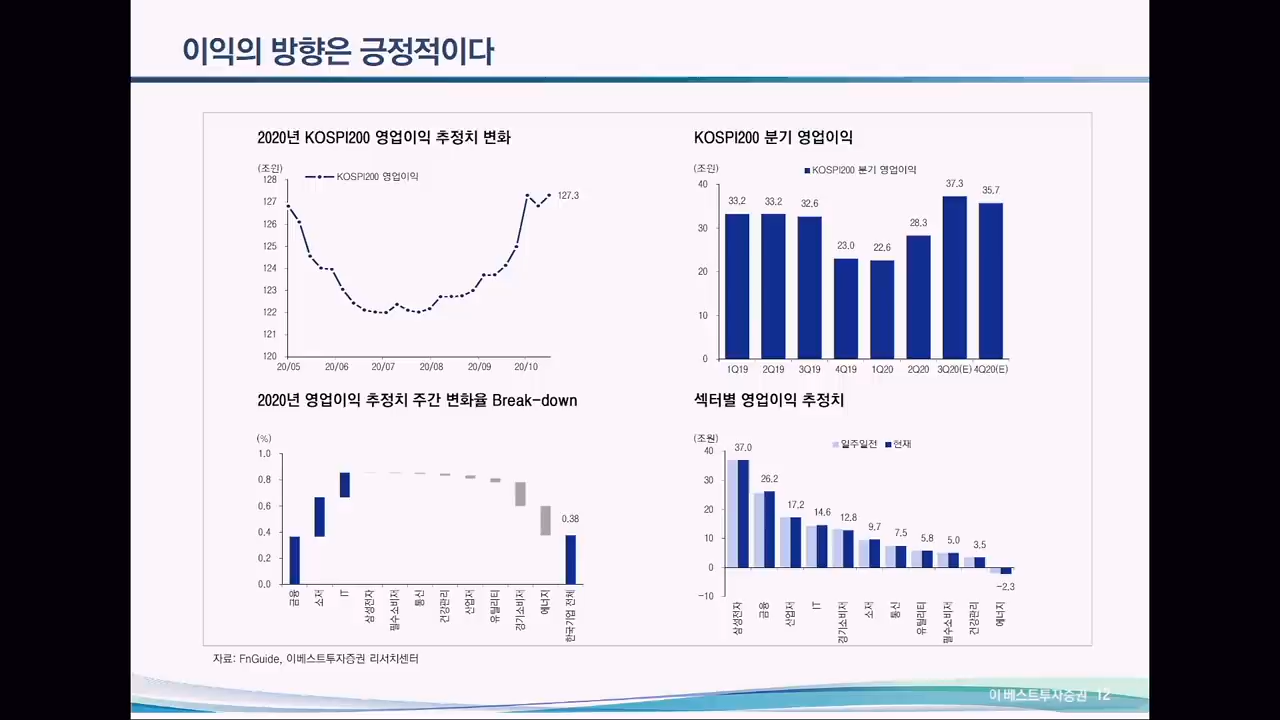 이익의 방향은 긍정적이다
2020년 KOSPI200 영업이익 추정치 변화
(조원)
KOSPI200 영업이익
128
127
126
125
124
123
122
121
120
127.3
20/05 20/06 20/07 20/08 20/09 20/10
KOSPI200 분기 영업이익
(조원)
KOSPI200 분기 영업이익
40
30
20
10
0
33.2 33.2 32.6 23.0 22.6 28.3 37.3 35.7
1Q19 2Q19 3Q19 4Q19 1Q20 2Q20 3Q20(E) 4Q20(E)
2020년 영업이익 추정치 주간 변화율 Break-down
(%)
1.0
0.8
0.6
0.4
0.2
0.0
0.38
금융 소재 IT 삼성전자 필수소비재 통신 건강관리 산업재 유틸리티 경기소비재 에너지 한국기업 전체
섹터별 영업이익 추정치
(조원)
일주일전 현재
40
30
20
10
0
-10
37.0 26.2 17.2 14.6 12.8 9.7 7.5 5.8 5.0 3.5 -2.3
삼성전자 금융 산업재 IT 경기소비재 소재 통신 유틸리티 필수소비재 건강관리 에너지
자료: FnGuide, 이베스트투자증권 리서치센터
이베스트투자증권 12